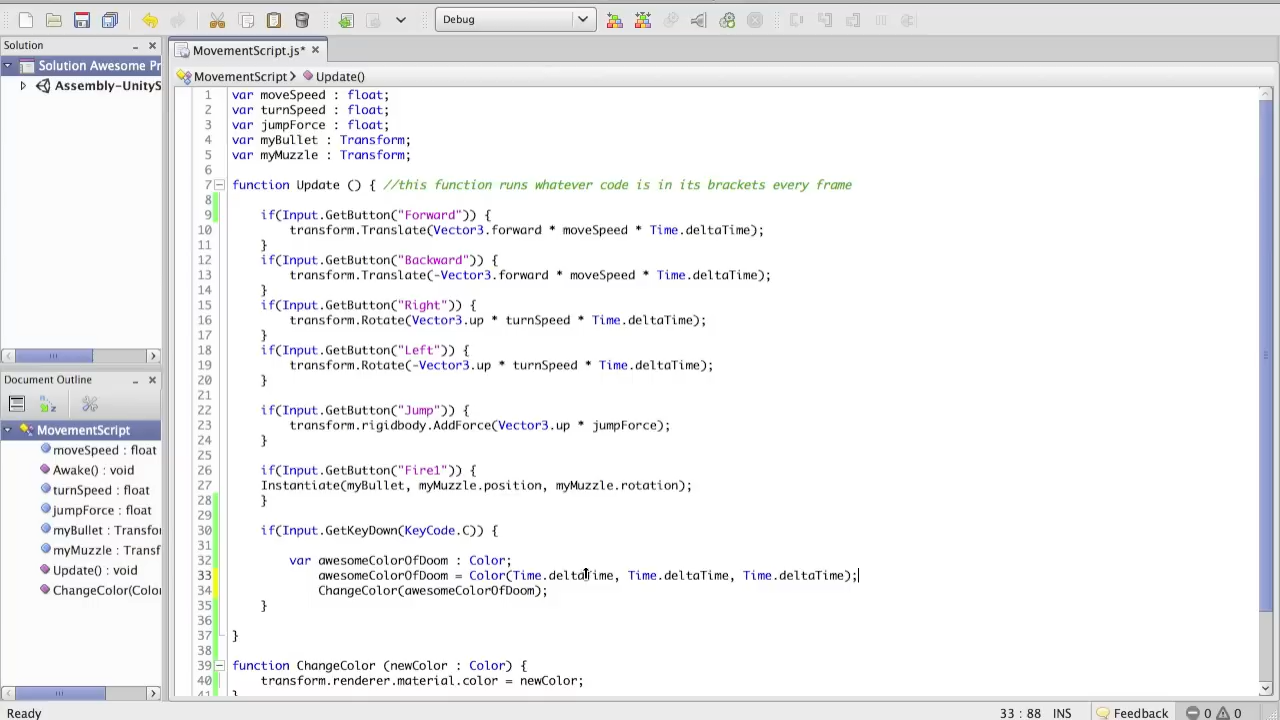 Debug
Solution
MovementScript.js*
Solution Awesome Pr
Assembly-UnityS
MovementScript
Update()
1 var moveSpeed : float;
2 var turnSpeed : float;
3 var jumpForce : float;
4 var myBullet : Transform;
5 var myMuzzle : Transform;
6
7 function Update () { //this function runs whatever code is in its brackets every frame
8
9 if(Input.GetButton("Forward")) {
10 transform.Translate(Vector3.forward * moveSpeed * Time.deltaTime);
11 }
12 if(Input.GetButton("Backward")) {
13 transform.Translate(-Vector3.forward * moveSpeed * Time.deltaTime);
14 }
15 if(Input.GetButton("Right")) {
16 transform.Rotate(Vector3.up * turnSpeed * Time.deltaTime);
17 }
18 if(Input.GetButton("Left")) {
19 transform.Rotate(-Vector3.up * turnSpeed * Time.deltaTime);
20 }
21
22 if(Input.GetButton("Jump")) {
23 transform.rigidbody.AddForce(Vector3.up * jumpForce);
24 }
25
26 if(Input.GetButton("Fire1")) {
27 Instantiate(myBullet, myMuzzle.position, myMuzzle.rotation);
28 }
29
30 if(Input.GetKeyDown(KeyCode.C)) {
31
32 var awesomeColorOfDoom : Color;
33 awesomeColorOfDoom = Color(Time.deltaTime, Time.deltaTime, Time.deltaTime);
34 ChangeColor(awesomeColorOfDoom);
35 }
36
37 }
38
39 function ChangeColor (newColor : Color) {
40 transform.renderer.material.color = newColor;
41 }
Document Outline
MovementScript
moveSpeed : float
Awake() : void
turnSpeed : float
jumpForce : float
myBullet : Transfo
myMuzzle : Transf
Update() : void
ChangeColor(Color
Ready
33 : 88 INS
Feedback
0 0